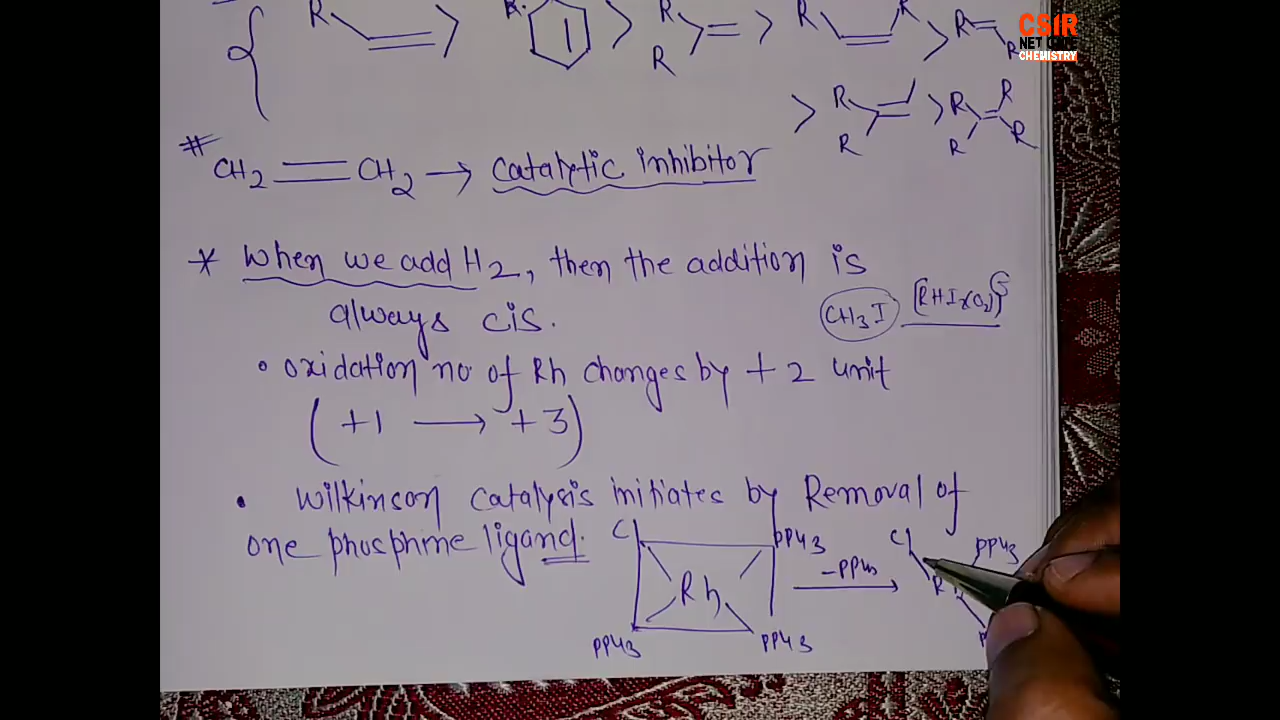 R R. R R R R R R
CSIR
NET GATE
CHEMISTRY
R R R R R
# CH2 = CH2 → catalytic inhibitor
* When we add H2, then the addition is
always cis. CH3I
• oxidation no of Rh changes by + 2 unit
( +1 → +3 )
• Wilkinson catalysis initiates by Removal of
one phosphine ligand. Cl PPh3 Cl PPh3
-PPh3
Rh R
PPh3 PPh3 P